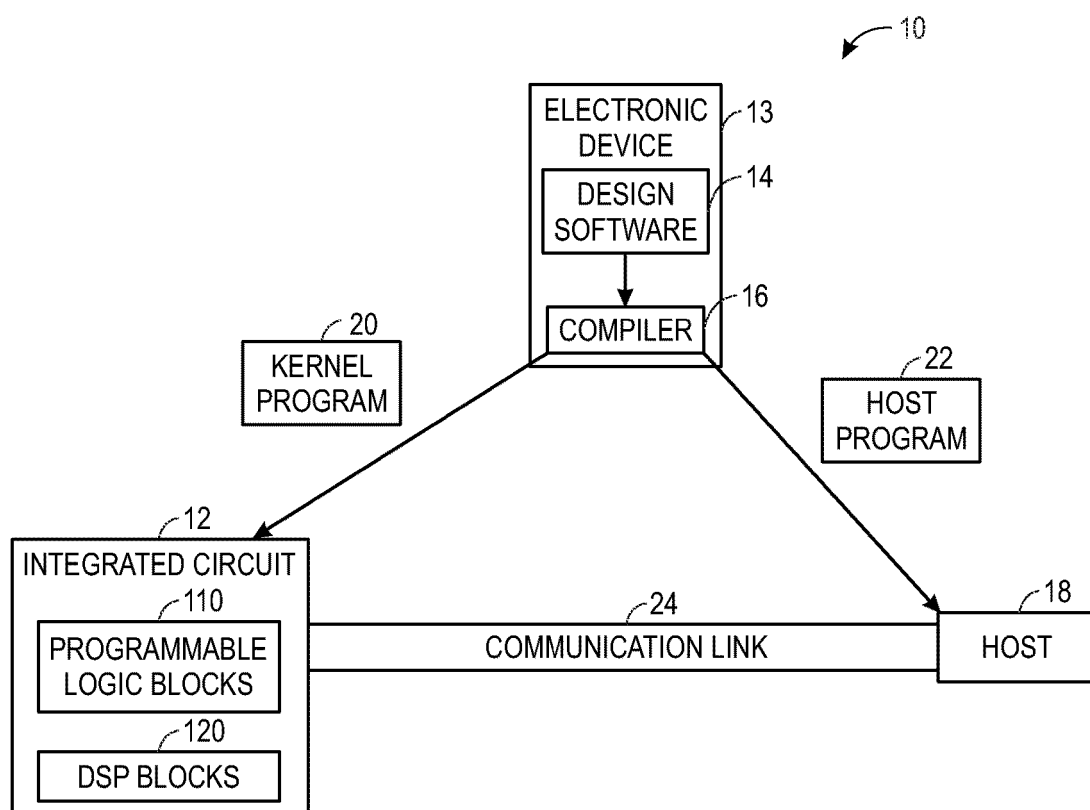 10
ELECTRONIC
DEVICE
13
DESIGN
SOFTWARE
14
COMPILER
16
20
KERNEL
PROGRAM
22
HOST
PROGRAM
12
INTEGRATED CIRCUIT
110
PROGRAMMABLE
LOGIC BLOCKS
120
DSP BLOCKS
24
COMMUNICATION LINK
18
HOST